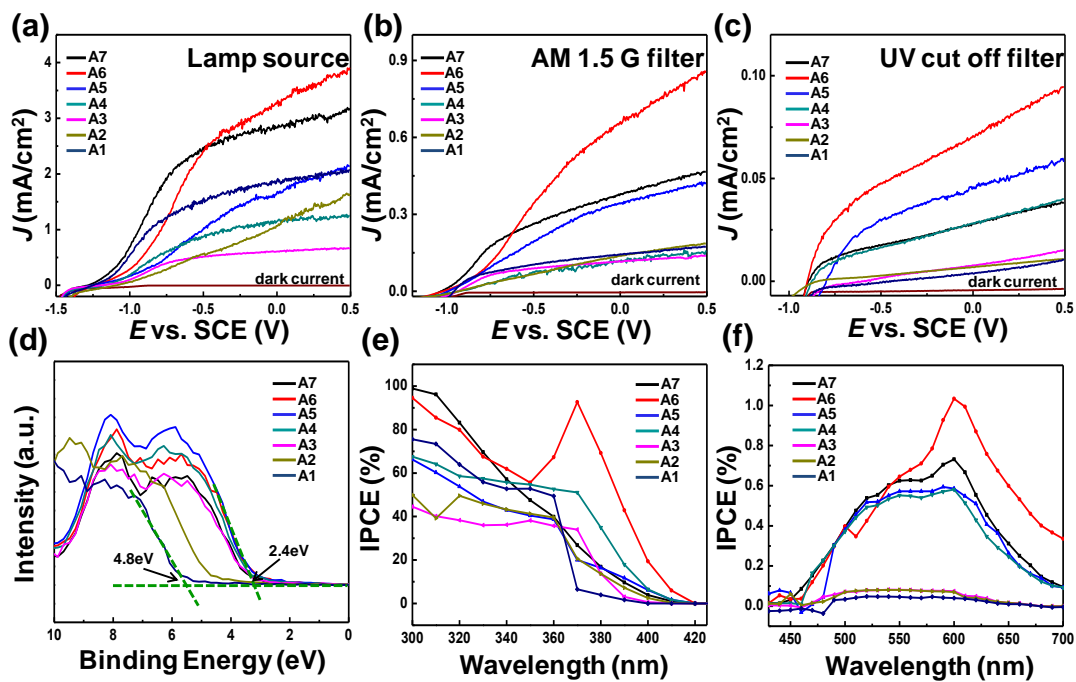 (a)
Lamp source
A7
A6
A5
A4
A3
A2
A1
dark current
J (mA/cm²)
4
3
2
1
0
-1.5 -1.0 -0.5 0.0 0.5
E vs. SCE (V)
(b)
AM 1.5 G filter
A7
A6
A5
A4
A3
A2
A1
dark current
J (mA/cm²)
0.9
0.6
0.3
0.0
-1.0 -0.5 0.0 0.5
E vs. SCE (V)
(c)
UV cut off filter
A7
A6
A5
A4
A3
A2
A1
dark current
J (mA/cm²)
0.10
0.05
0.00
-1.0 -0.5 0.0 0.5
E vs. SCE (V)
(d)
A7
A6
A5
A4
A3
A2
A1
4.8eV
2.4eV
Intensity (a.u.)
10 8 6 4 2 0
Binding Energy (eV)
(e)
A7
A6
A5
A4
A3
A2
A1
IPCE (%)
100
80
60
40
20
0
300 320 340 360 380 400 420
Wavelength (nm)
(f)
A7
A6
A5
A4
A3
A2
A1
IPCE (%)
1.2
1.0
0.8
0.6
0.4
0.2
0.0
450 500 550 600 650 700
Wavelength (nm)